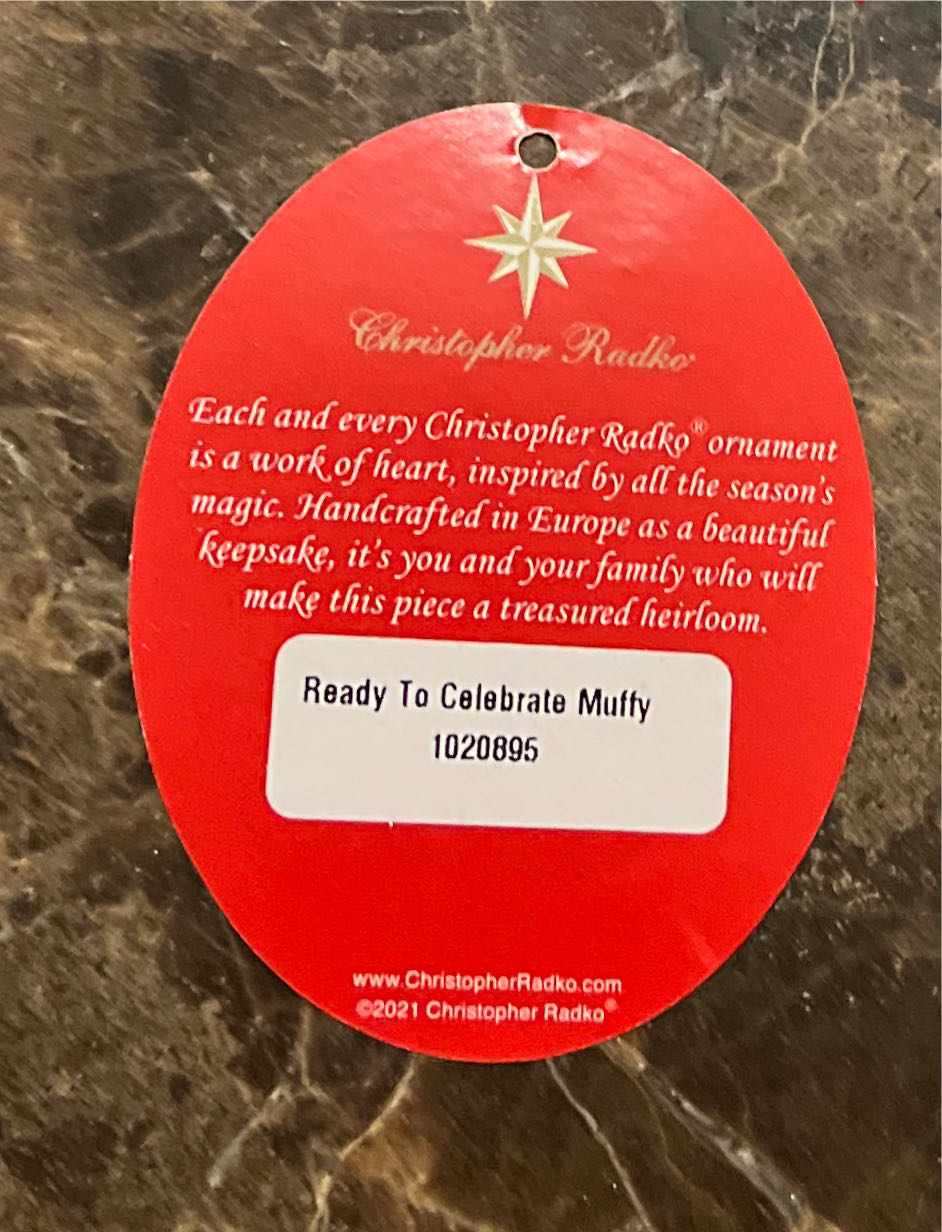 Christopher Radko
Each and every Christopher Radko® ornament
is a work of heart, inspired by all the season's
magic. Handcrafted in Europe as a beautiful
keepsake, it's you and your family who will
make this piece a treasured heirloom.
Ready To Celebrate Muffy
1020895
www.ChristopherRadko.com
©2021 Christopher Radko®